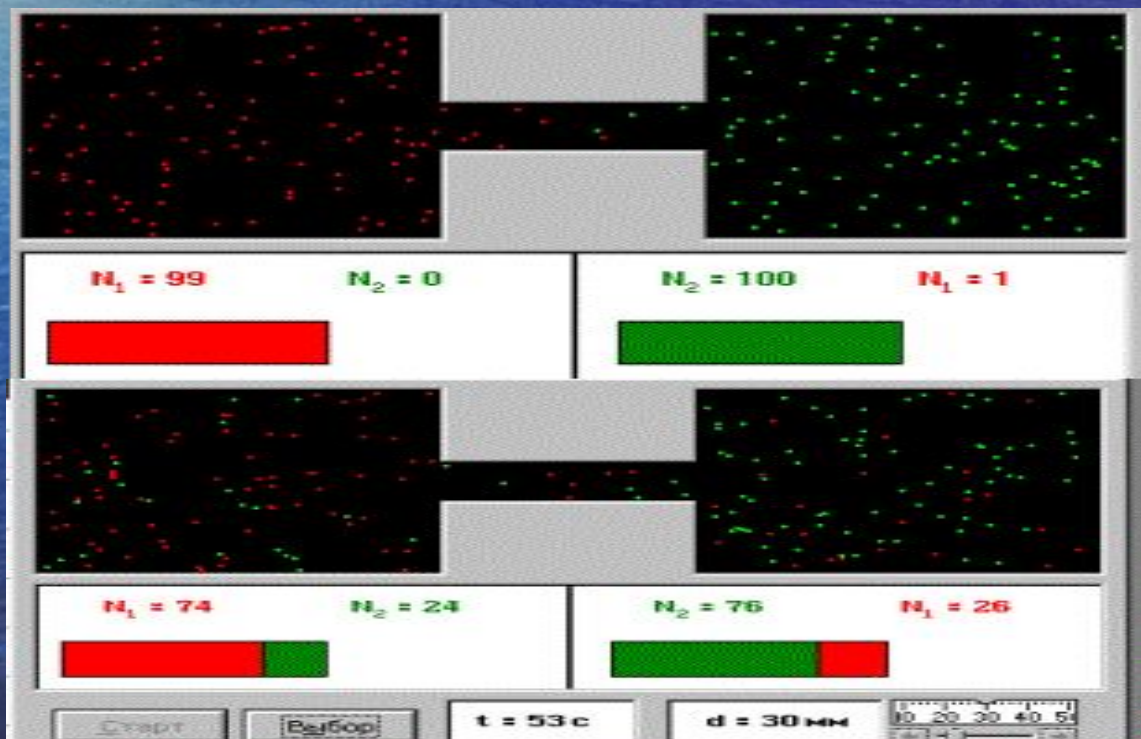 N₁ = 99 N₂ = 0 N₂ = 100 N₁ = 1
N₁ = 74 N₂ = 24 N₂ = 76 N₁ = 26
Старт Выбор t = 53 c d = 30 мм 10 20 30 40 5